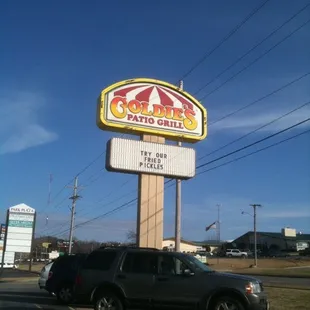 GOLDIE'S
PATIO GRILL
TRY OUR
FRIED
PICKLES